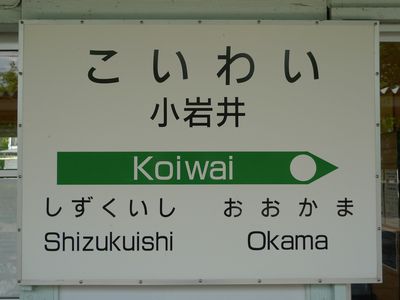 こいわい
小岩井
Koiwai
しずくいし おおかま
Shizukuishi Okama